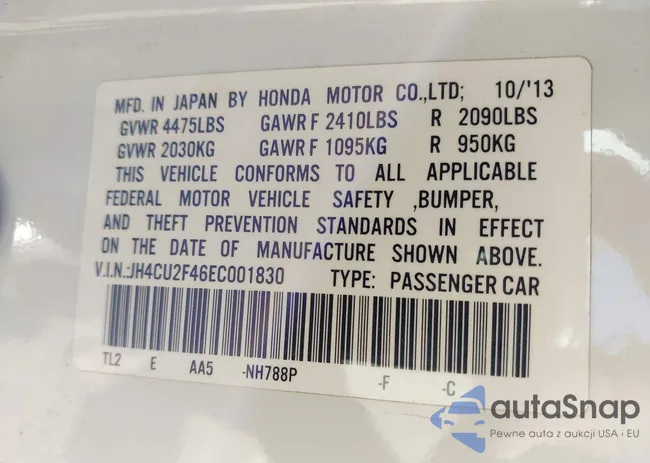 MFD. IN JAPAN BY HONDA MOTOR CO.,LTD; 10/'13
GVWR 4475LBS GAWR F 2410LBS R 2090LBS
GVWR 2030KG GAWR F 1095KG R 950KG
THIS VEHICLE CONFORMS TO ALL APPLICABLE
FEDERAL MOTOR VEHICLE SAFETY ,BUMPER,
AND THEFT PREVENTION STANDARDS IN EFFECT
ON THE DATE OF MANUFACTURE SHOWN ABOVE.
V.I.N.:JH4CU2F46EC001830 TYPE: PASSENGER CAR
TL2 E AA5 -NH788P -F -C
autaSnap
Pewne auta z aukcji USA i EU